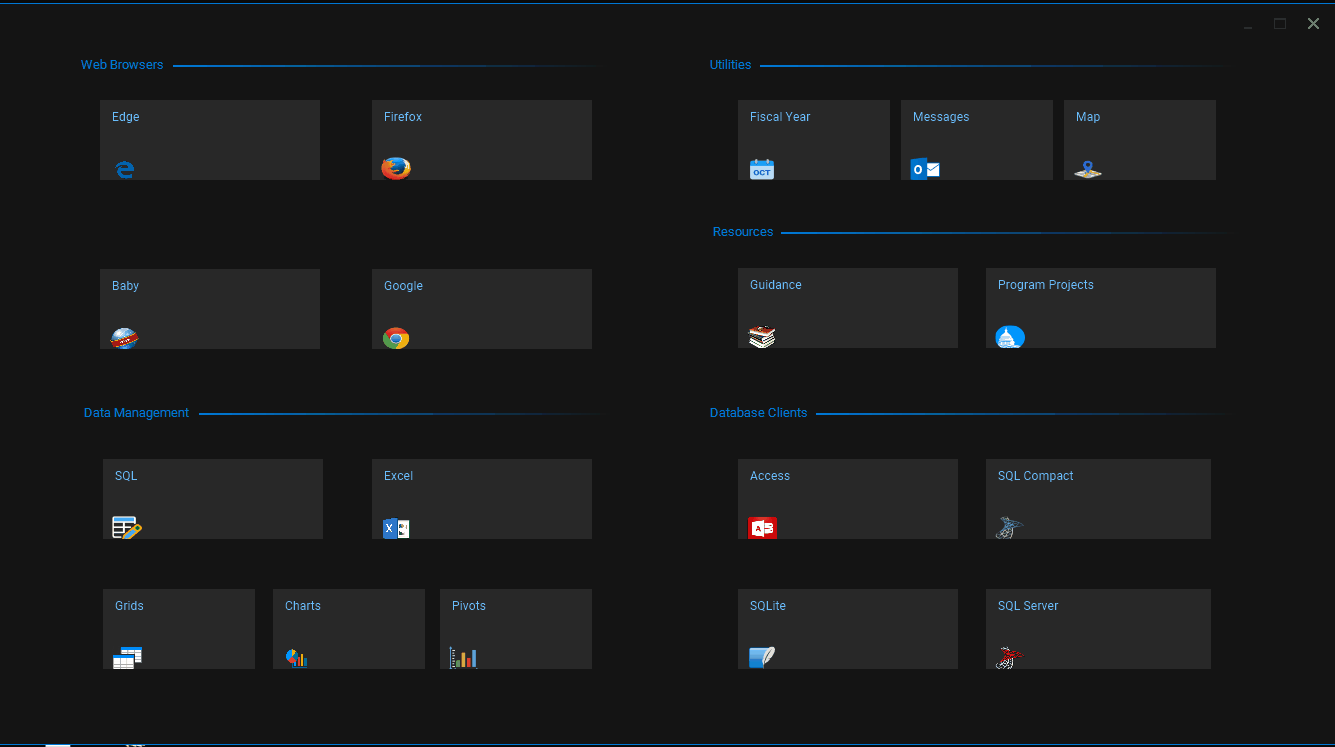 Web Browsers
Edge
Firefox
Baby
Google
Utilities
Fiscal Year
OCT
Messages
O
Map
Resources
Guidance
Program Projects
Data Management
SQL
Excel
X
Grids
Charts
Pivots
Database Clients
Access
A
SQL Compact
SQLite
SQL Server